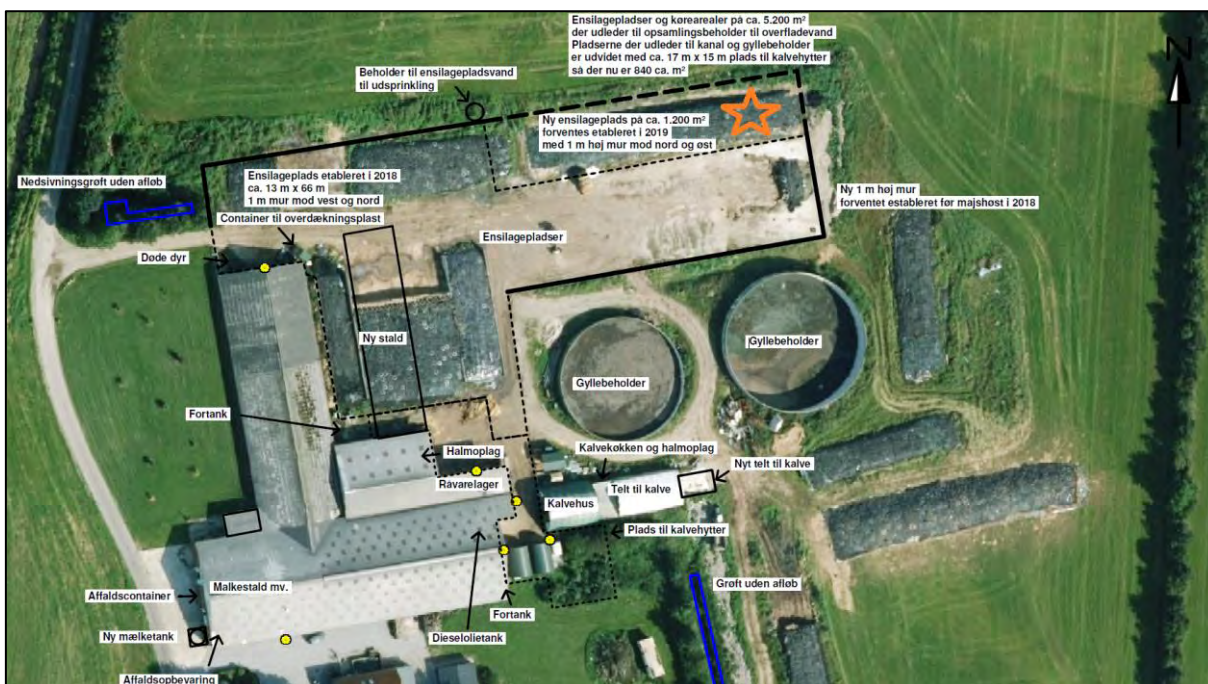 Ensilagepladser og kørearealer på ca. 5.200 m²
der udleder til opsamlingsbeholder til overfladevand
Pladserne der udleder til kanal og gyllebeholder
er udvidet med ca. 17 m x 15 m plads til kalvehytter
så der nu er 840 ca. m²
N
Beholder til ensilagepladsvand
til udsprinkling
Ny ensilageplads på ca. 1.200 m²
forventes etableret i 2019
med 1 m høj mur mod nord og øst
Ensilageplads etableret i 2018
ca. 13 m x 66 m
1 m mur mod vest og nord
Nedsivningsgrøft uden afløb
Container til overdækningsplast
Ny 1 m høj mur
forventet estableret før majshøst i 2018
Ensilagepladser
Døde dyr
Ny stald
Gyllebeholder
Gyllebeholder
Fortank
Halmoplag
Kalvekøkken og halmoplag
Nyt telt til kalve
Råvarelager
Telt til kalve
Kalvehus
Plads til kalvehytter
Malkestald mv.
Grøft uden afløb
Affaldscontainer
Fortank
Ny mælketank
Dieselolietank
Affaldsopbevaring